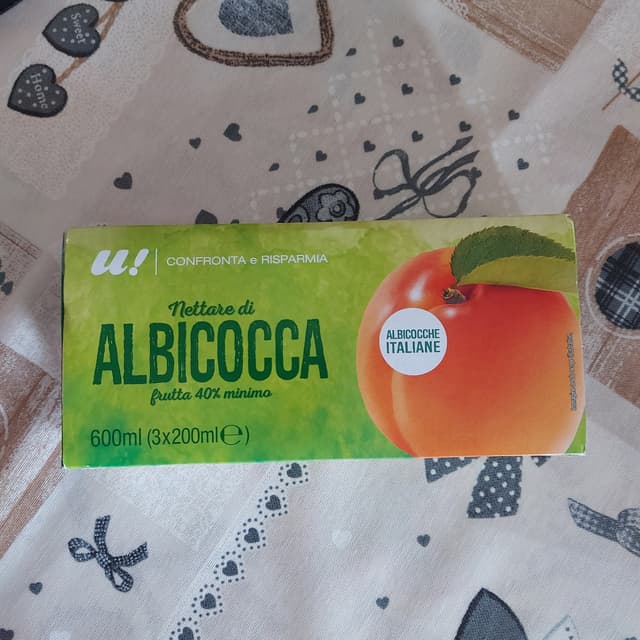 Sweet
Home
u! | CONFRONTA e RISPARMIA
Nettare di
ALBICOCCA
frutta 40% minimo
600ml (3x200ml℮)
ALBICOCCHE
ITALIANE